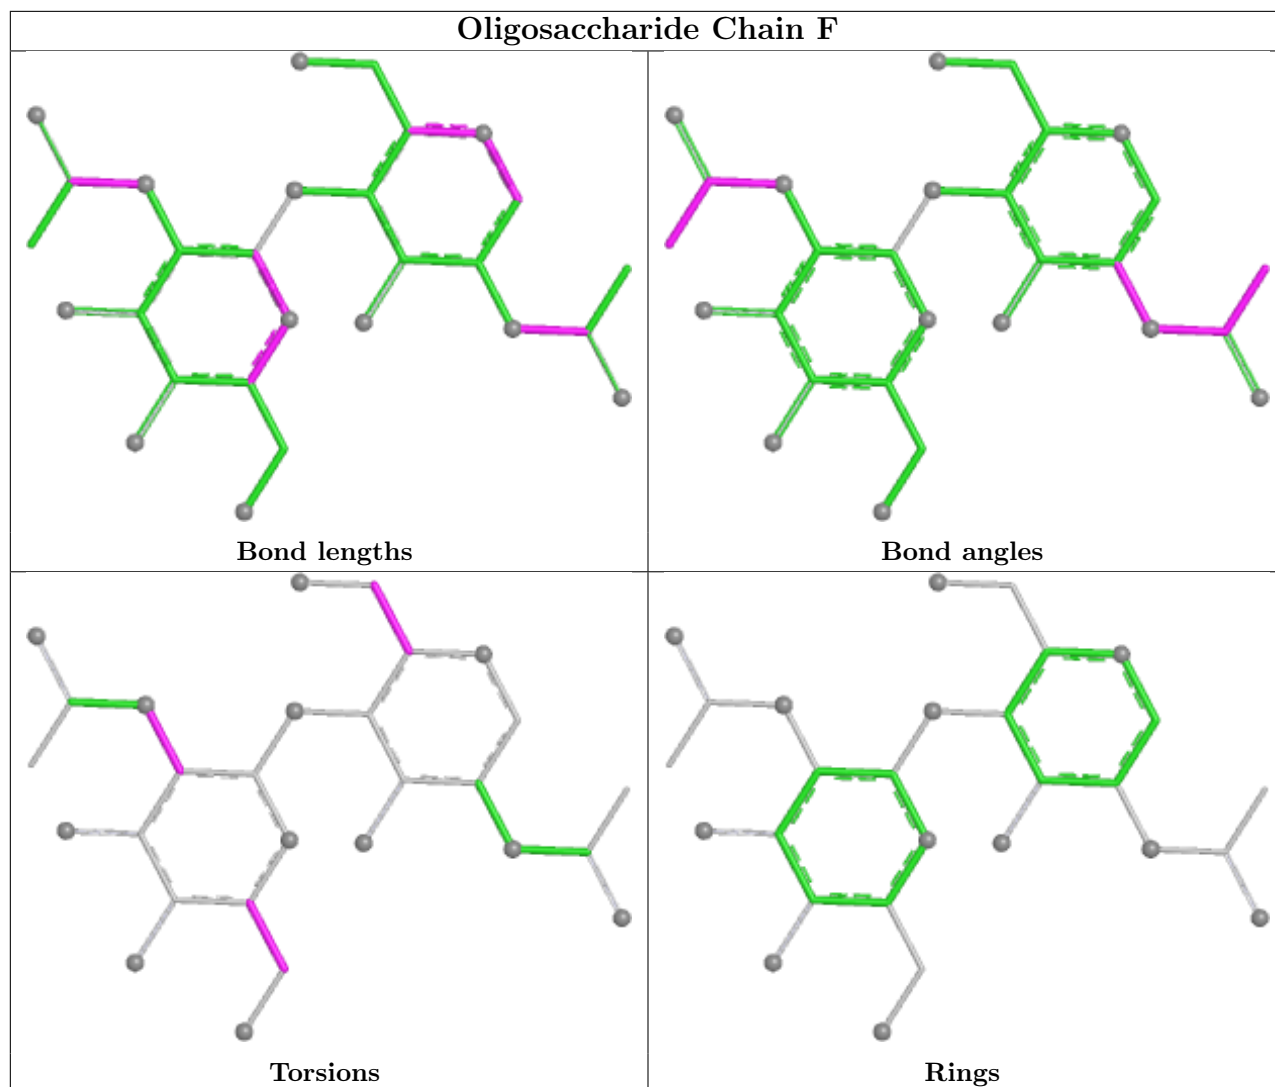 Oligosaccharide Chain F
Bond lengths
Bond angles
Torsions
Rings